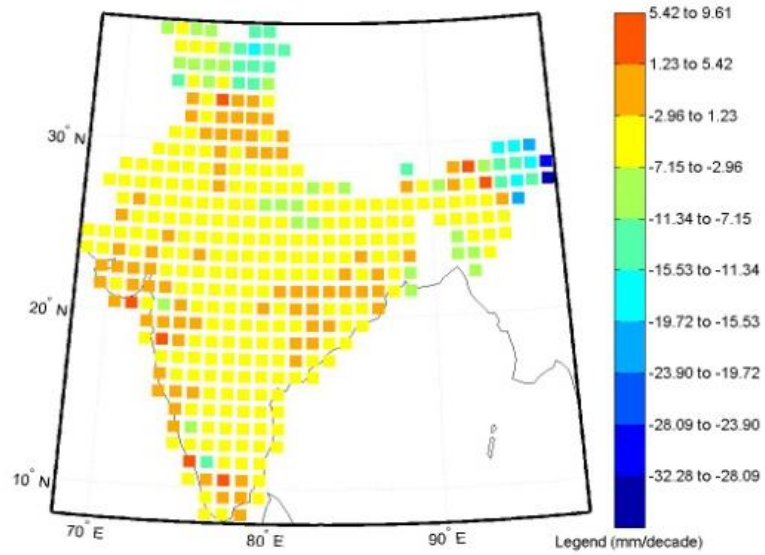 5.42 to 9.61
1.23 to 5.42
-2.96 to 1.23
-7.15 to -2.96
-11.34 to -7.15
-15.53 to -11.34
-19.72 to -15.53
-23.90 to -19.72
-28.09 to -23.90
-32.28 to -28.09
Legend (mm/decade)
30° N
20° N
10° N
70° E
80° E
90° E